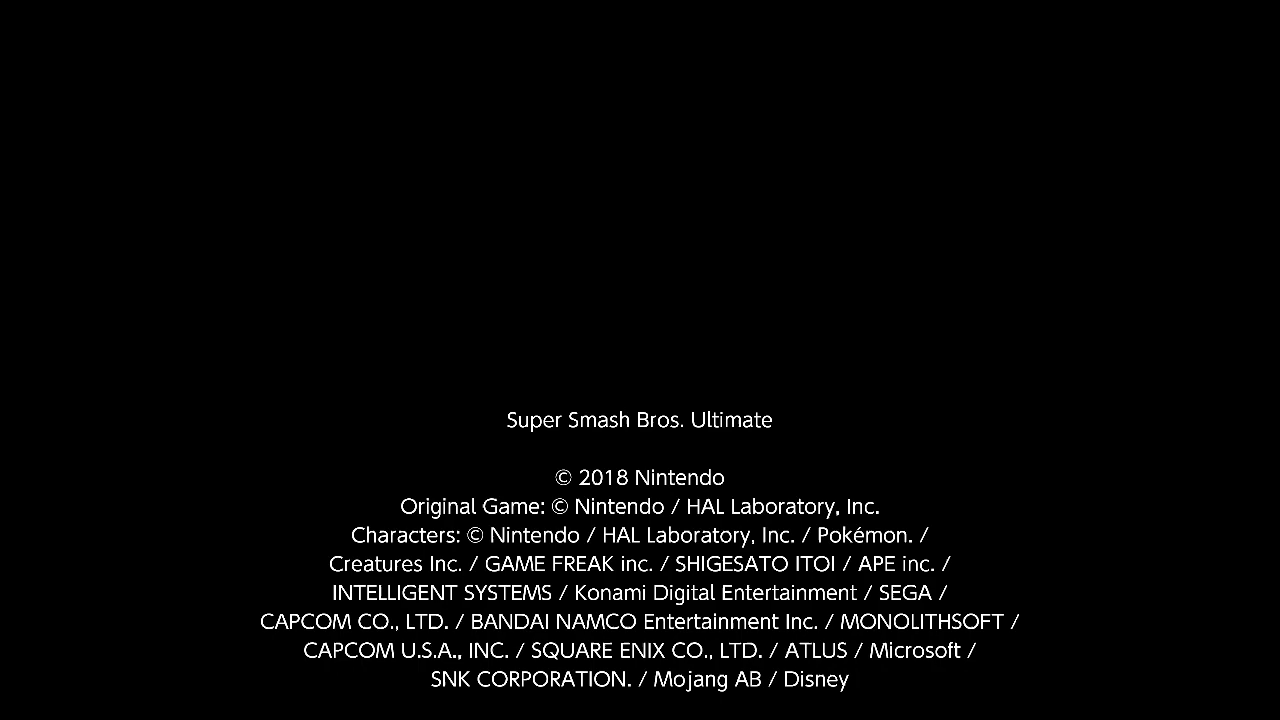 Super Smash Bros. Ultimate
© 2018 Nintendo
Original Game: © Nintendo / HAL Laboratory, Inc.
Characters: © Nintendo / HAL Laboratory, Inc. / Pokémon. /
Creatures Inc. / GAME FREAK inc. / SHIGESATO ITOI / APE inc. /
INTELLIGENT SYSTEMS / Konami Digital Entertainment / SEGA /
CAPCOM CO., LTD. / BANDAI NAMCO Entertainment Inc. / MONOLITHSOFT /
CAPCOM U.S.A., INC. / SQUARE ENIX CO., LTD. / ATLUS / Microsoft /
SNK CORPORATION. / Mojang AB / Disney